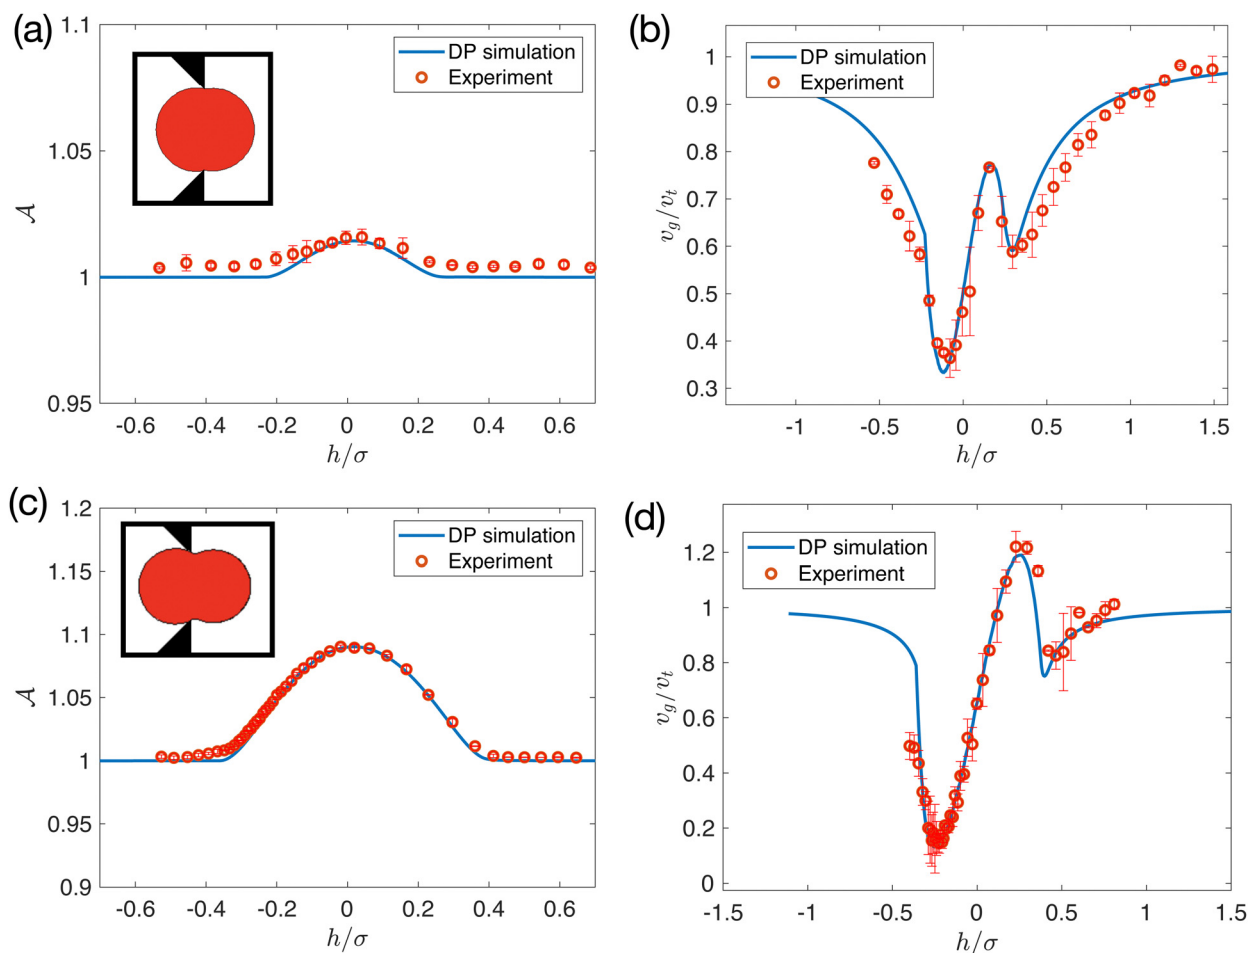 (a)
1.1
1.05
1
0.95
𝒜
DP simulation
Experiment
-0.6 -0.4 -0.2 0 0.2 0.4 0.6
h/σ
(b)
1
0.9
0.8
0.7
0.6
0.5
0.4
0.3
v_g/v_t
DP simulation
Experiment
-1 -0.5 0 0.5 1 1.5
h/σ
(c)
1.2
1.15
1.10
1.05
1
0.95
0.9
𝒜
DP simulation
Experiment
-0.6 -0.4 -0.2 0 0.2 0.4 0.6
h/σ
(d)
1.2
1
0.8
0.6
0.4
0.2
0
v_g/v_t
DP simulation
Experiment
-1.5 -1 -0.5 0 0.5 1 1.5
h/σ